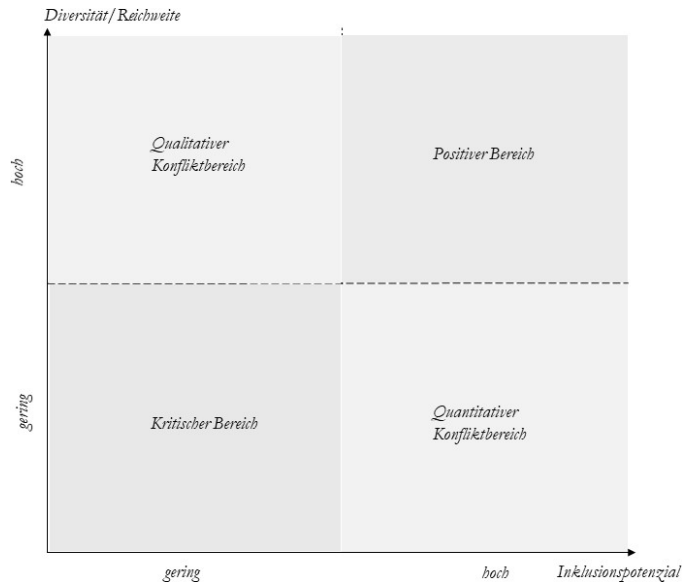 Diversität/Reichweite
hoch
Qualitativer
Konfliktbereich
Positiver Bereich
gering
Kritischer Bereich
Quantitativer
Konfliktbereich
gering
hoch
Inklusionspotenzial